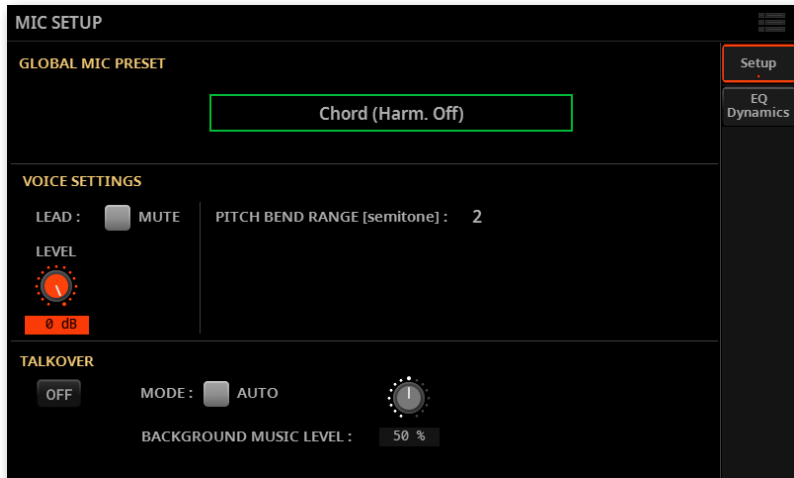 MIC SETUP
GLOBAL MIC PRESET
Setup
Chord (Harm. Off)
EQ
Dynamics
VOICE SETTINGS
LEAD : MUTE PITCH BEND RANGE [semitone] : 2
LEVEL
0 dB
TALKOVER
OFF MODE : AUTO
BACKGROUND MUSIC LEVEL : 50 %